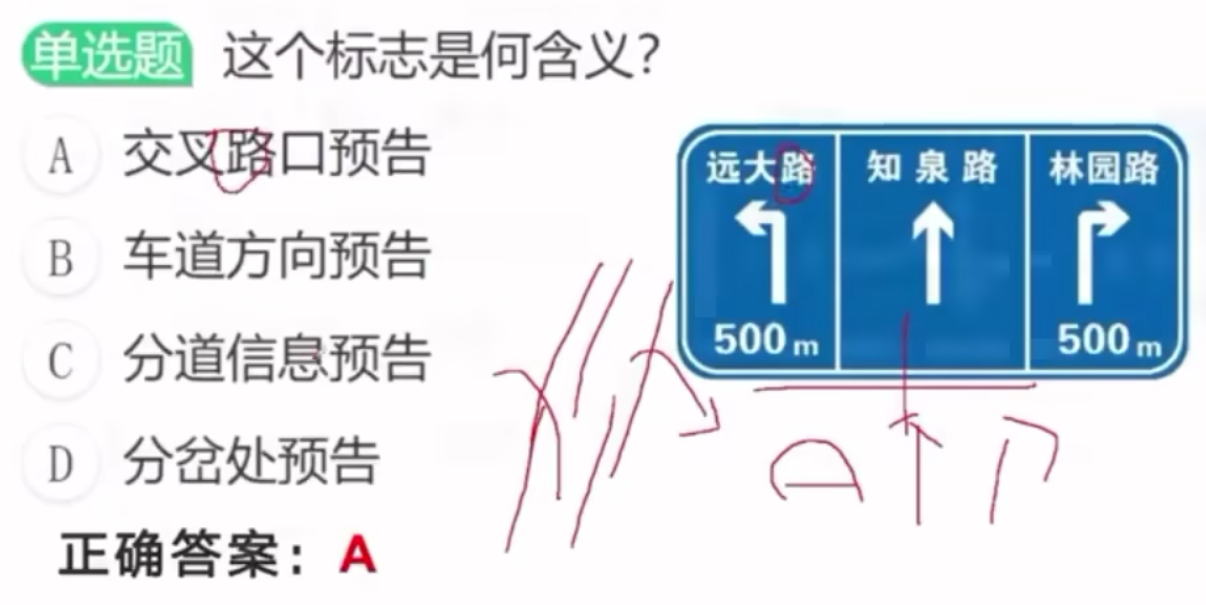 单选题 这个标志是何含义?
A 交叉路口预告
B 车道方向预告
C 分道信息预告
D 分岔处预告
正确答案：A
远大路 知泉路 林园路
500m 500m